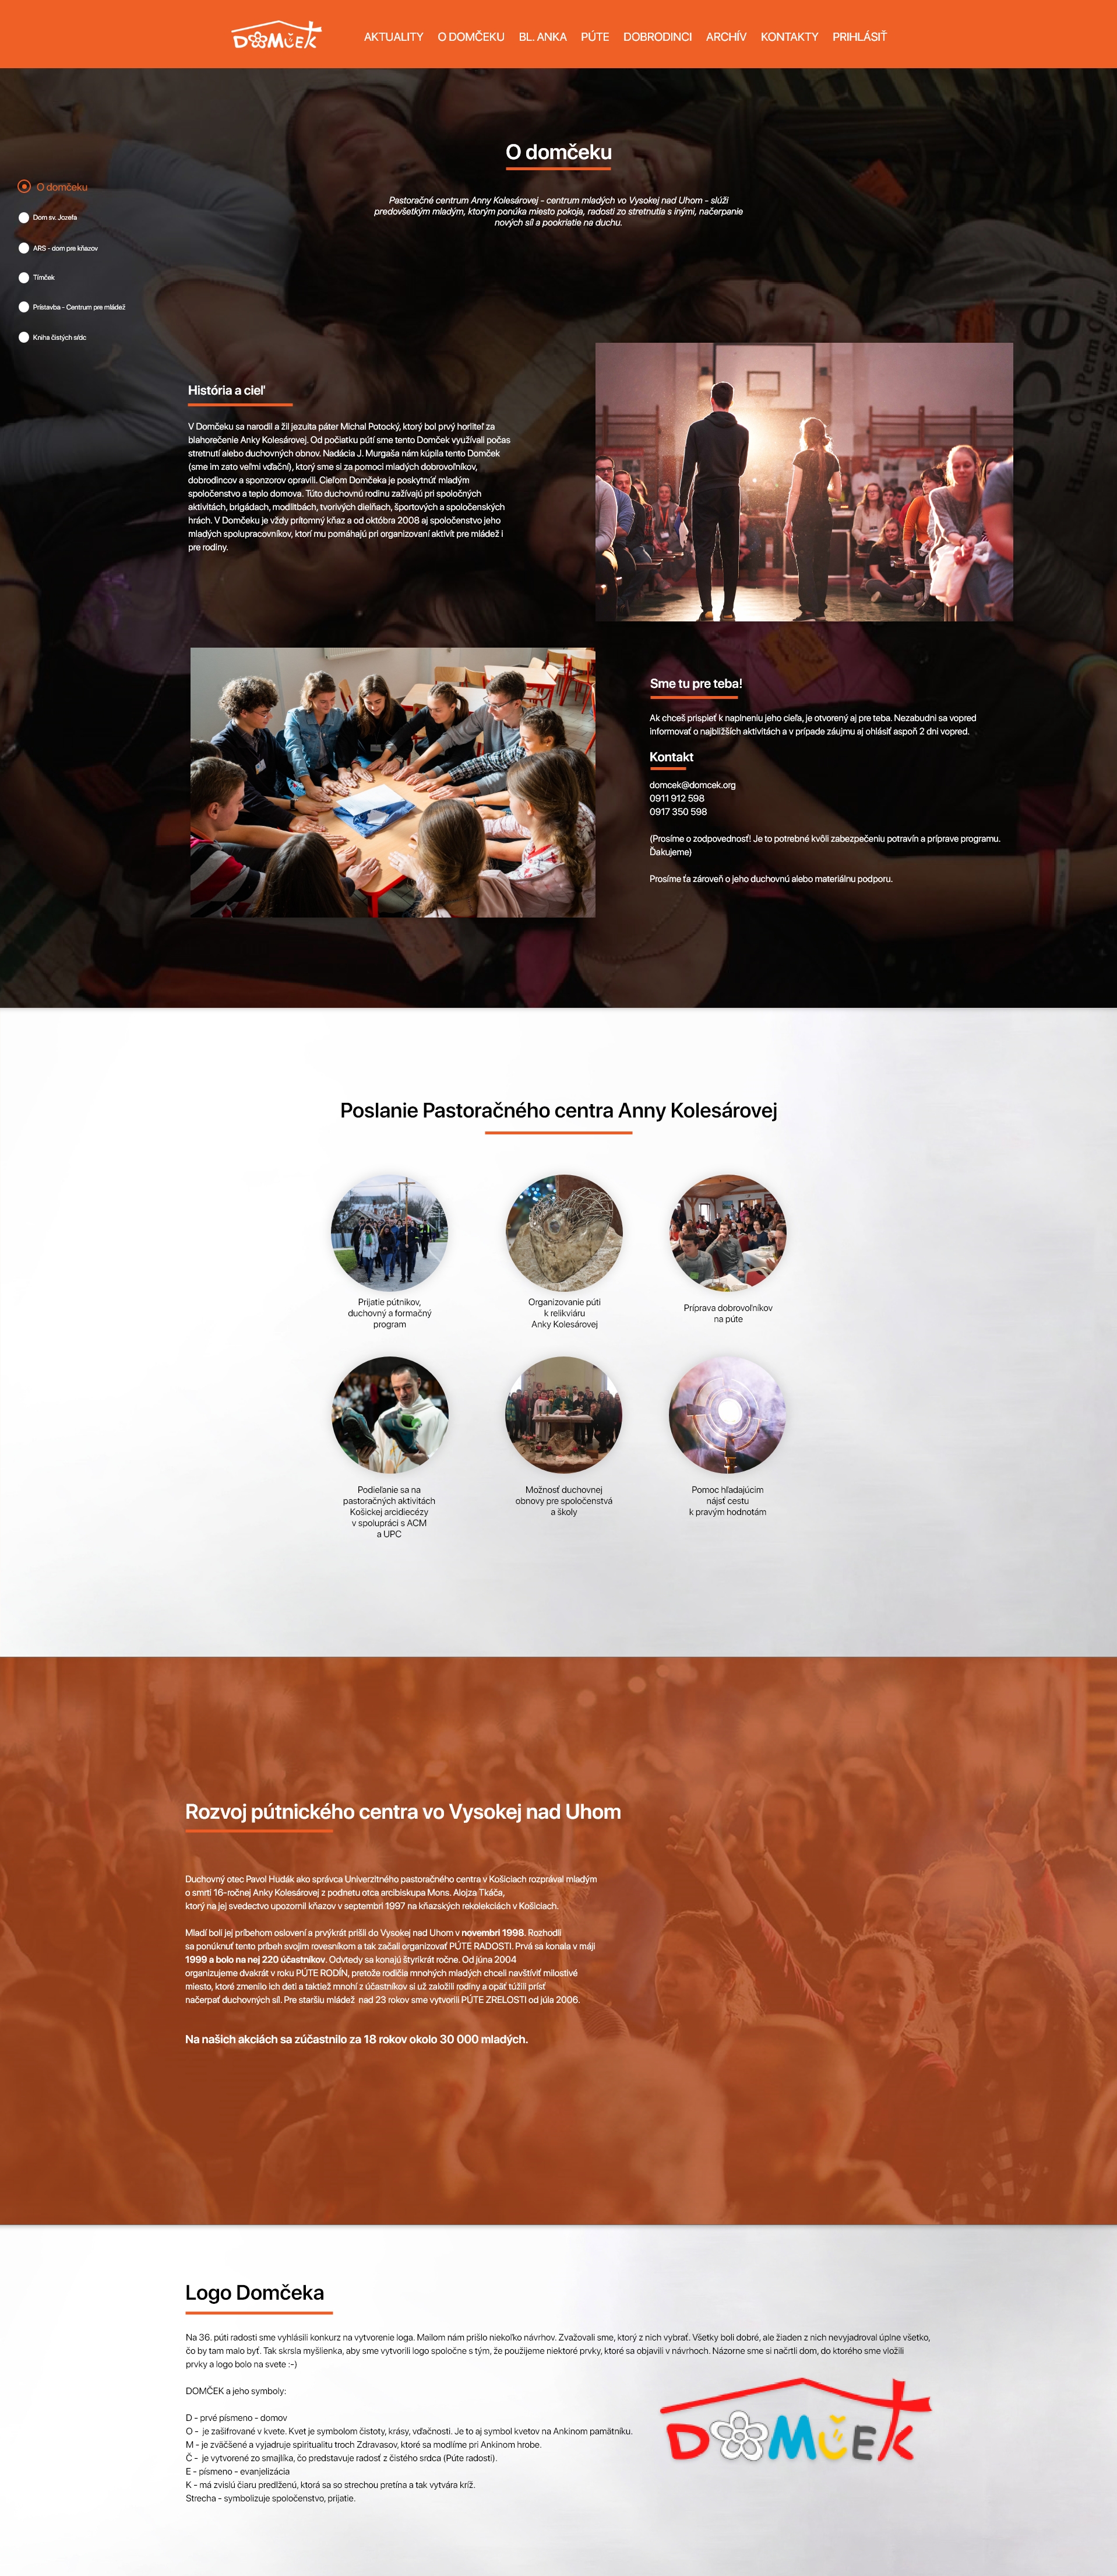 DOMČEK
AKTUALITY O DOMČEKU BL. ANKA PÚTE DOBRODINCI ARCHÍV KONTAKTY PRIHLÁSIŤ
O domčeku
Pastoračné centrum Anny Kolesárovej - centrum mladých vo Vysokej nad Uhom - slúži
predovšetkým mladým, ktorým ponúka miesto pokoja, radosti zo stretnutia s inými, načerpanie
nových síl a pookriatie na duchu.
O domčeku
Dom sv. Jozefa
ARS - dom pre kňazov
Tímček
Prístavba - Centrum pre mládež
Kniha čistých sŕdc
História a cieľ
V Domčeku sa narodil a žil jezuita páter Michal Potocký, ktorý bol prvý horliteľ za
blahorečenie Anky Kolesárovej. Od počiatku pútí sme tento Domček využívali počas
stretnutí alebo duchovných obnov. Nadácia J. Murgaša nám kúpila tento Domček
(sme im zato veľmi vďační), ktorý sme si za pomoci mladých dobrovoľníkov,
dobrodincov a sponzorov opravili. Cieľom Domčeka je poskytnúť mladým
spoločenstvo a teplo domova. Túto duchovnú rodinu zažívajú pri spoločných
aktivitách, brigádach, modlitbách, tvorivých dielňach, športových a spoločenských
hrách. V Domčeku je vždy prítomný kňaz a od októbra 2008 aj spoločenstvo jeho
mladých spolupracovníkov, ktorí mu pomáhajú pri organizovaní aktivít pre mládež i
pre rodiny.
Sme tu pre teba!
Ak chceš prispieť k naplneniu jeho cieľa, je otvorený aj pre teba. Nezabudni sa vopred
informovať o najbližších aktivitách a v prípade záujmu aj ohlásiť aspoň 2 dni vopred.
Kontakt
domcek@domcek.org
0911 912 598
0917 350 598
(Prosíme o zodpovednosť! Je to potrebné kvôli zabezpečeniu potravín a príprave programu.
Ďakujeme)
Prosíme ťa zároveň o jeho duchovnú alebo materiálnu podporu.
Poslanie Pastoračného centra Anny Kolesárovej
Prijatie pútnikov,
duchovný a formačný
program
Organizovanie púti
k relikviáru
Anky Kolesárovej
Príprava dobrovoľníkov
na púte
Podieľanie sa na
pastoračných aktivitách
Košickej arcidiecézy
v spolupráci s ACM
a UPC
Možnosť duchovnej
obnovy pre spoločenstvá
a školy
Pomoc hľadajúcim
nájsť cestu
k pravým hodnotám
Rozvoj pútnického centra vo Vysokej nad Uhom
Duchovný otec Pavol Hudák ako správca Univerzitného pastoračného centra v Košiciach rozprával mladým
o smrti 16-ročnej Anky Kolesárovej z podnetu otca arcibiskupa Mons. Alojza Tkáča,
ktorý na jej svedectvo upozornil kňazov v septembri 1997 na kňazských rekolekciách v Košiciach.
Mladí boli jej príbehom oslovení a prvýkrát prišli do Vysokej nad Uhom v novembri 1998. Rozhodli
sa ponúknuť tento príbeh svojim rovesníkom a tak začali organizovať PÚTE RADOSTI. Prvá sa konala v máji
1999 a bolo na nej 220 účastníkov. Odvtedy sa konajú štyrikrát ročne. Od júna 2004
organizujeme dvakrát v roku PÚTE RODÍN, pretože rodičia mnohých mladých chceli navštíviť milostivé
miesto, ktoré zmenilo ich deti a taktiež mnohí z účastníkov si už založili rodiny a opäť túžili prísť
načerpať duchovných síl. Pre staršiu mládež nad 23 rokov sme vytvorili PÚTE ZRELOSTI od júla 2006.
Na našich akciách sa zúčastnilo za 18 rokov okolo 30 000 mladých.
Logo Domčeka
Na 36. púti radosti sme vyhlásili konkurz na vytvorenie loga. Mailom nám prišlo niekoľko návrhov. Zvažovali sme, ktorý z nich vybrať. Všetky boli dobré, ale žiaden z nich nevyjadroval úplne všetko,
čo by tam malo byť. Tak skrsla myšlienka, aby sme vytvorili logo spoločne s tým, že použijeme niektoré prvky, ktoré sa objavili v návrhoch. Názorne sme si načrtli dom, do ktorého sme vložili
prvky a logo bolo na svete :-)
DOMČEK a jeho symboly:
D - prvé písmeno - domov
O - je zašifrované v kvete. Kvet je symbolom čistoty, krásy, vďačnosti. Je to aj symbol kvetov na Ankinom pamätníku.
M - je zväčšené a vyjadruje spiritualitu troch Zdravasov, ktoré sa modlíme pri Ankinom hrobe.
Č - je vytvorené zo smajlíka, čo predstavuje radosť z čistého srdca (Púte radosti).
E - písmeno - evanjelizácia
K - má zvislú čiaru predĺženú, ktorá sa so strechou pretína a tak vytvára kríž.
Strecha - symbolizuje spoločenstvo, prijatie.
DOMČEK